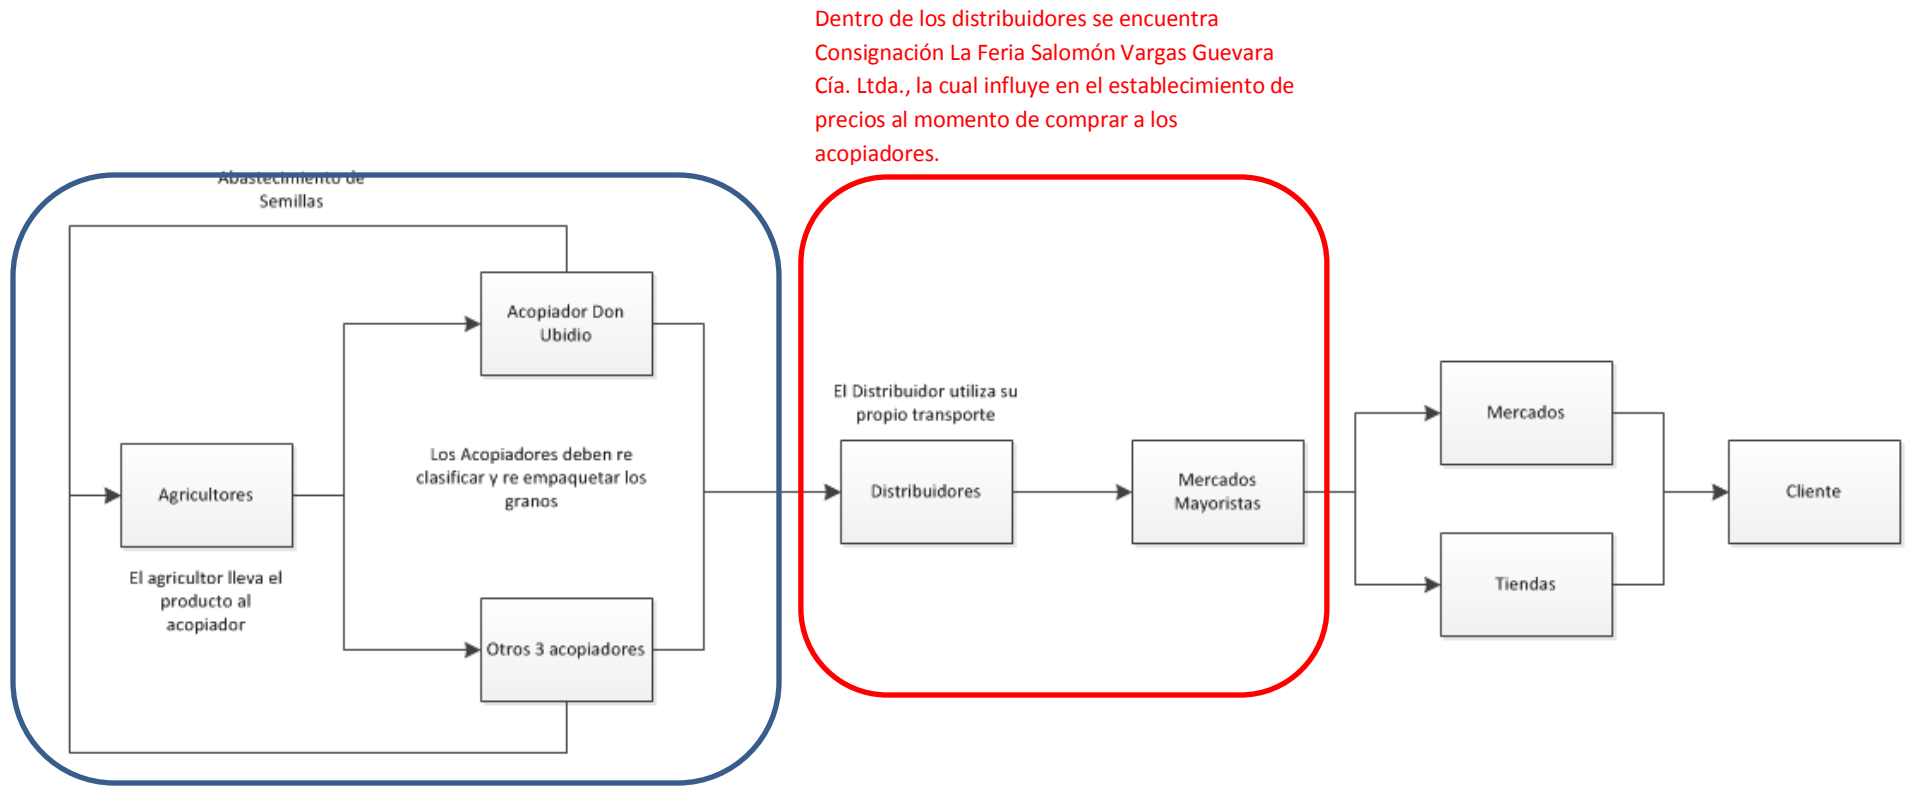 Dentro de los distribuidores se encuentra
Consignación La Feria Salomón Vargas Guevara
Cía. Ltda., la cual influye en el establecimiento de
precios al momento de comprar a los
acopiadores.
Abastecimiento de
Semillas
Acopiador Don
Ubidio
Los Acopiadores deben re
clasificar y re empaquetar los
granos
Agricultores
El agricultor lleva el
producto al
acopiador
Otros 3 acopiadores
El Distribuidor utiliza su
propio transporte
Distribuidores
Mercados
Mayoristas
Mercados
Tiendas
Cliente